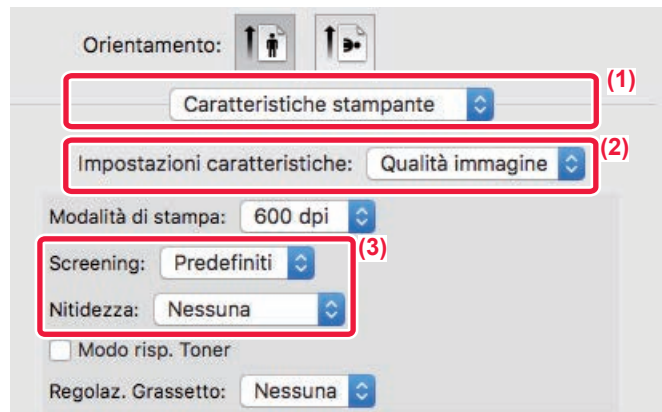 Orientamento:
Caratteristiche stampante
(1)
Impostazioni caratteristiche: Qualità immagine
(2)
Modalità di stampa: 600 dpi
Screening: Predefiniti
(3)
Nitidezza: Nessuna
Modo risp. Toner
Regolaz. Grassetto: Nessuna